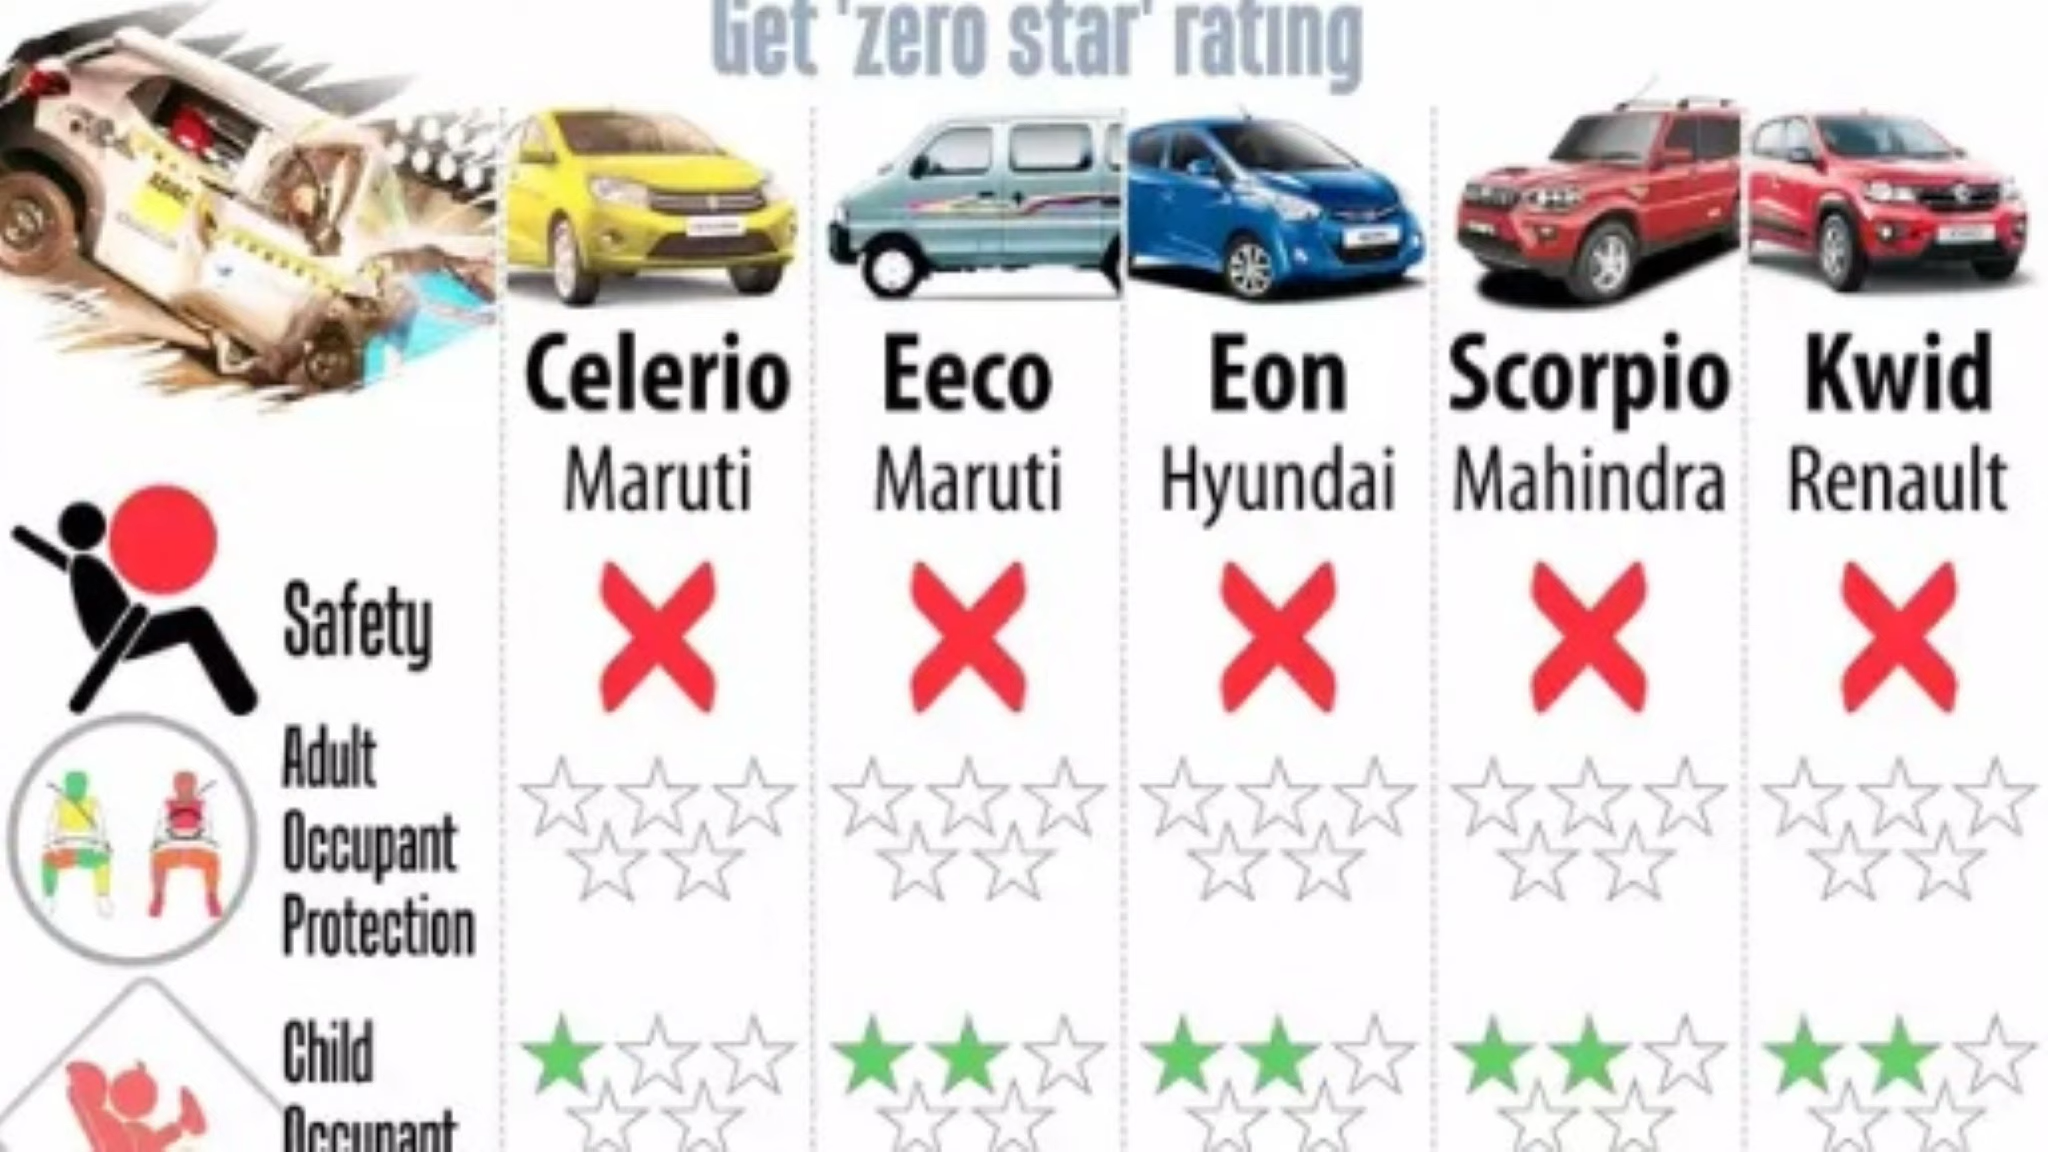 Get 'zero star' rating
Celerio
Maruti
Eeco
Maruti
Eon
Hyundai
Scorpio
Mahindra
Kwid
Renault
Safety
Adult
Occupant
Protection
Child
Occupant